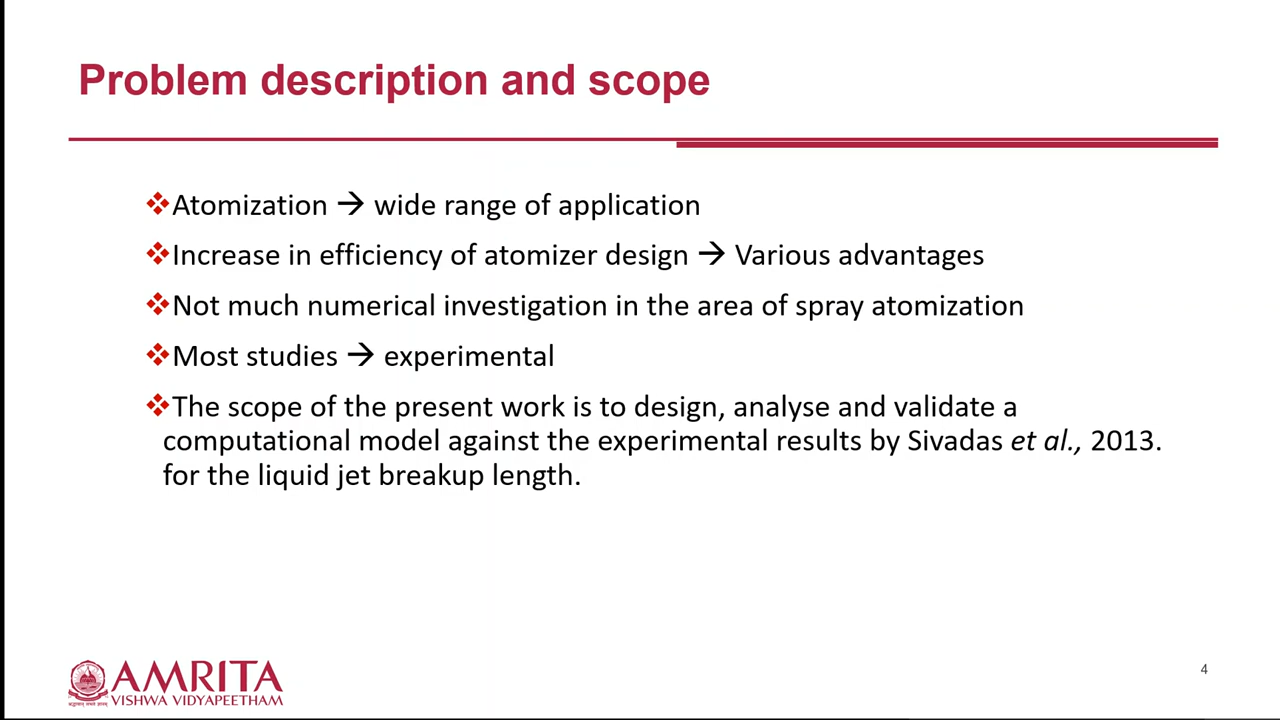 Problem description and scope
❖Atomization → wide range of application
❖Increase in efficiency of atomizer design → Various advantages
❖Not much numerical investigation in the area of spray atomization
❖Most studies → experimental
❖The scope of the present work is to design, analyse and validate a
computational model against the experimental results by Sivadas et al., 2013.
for the liquid jet breakup length.
AMRITA
VISHWA VIDYAPEETHAM
4